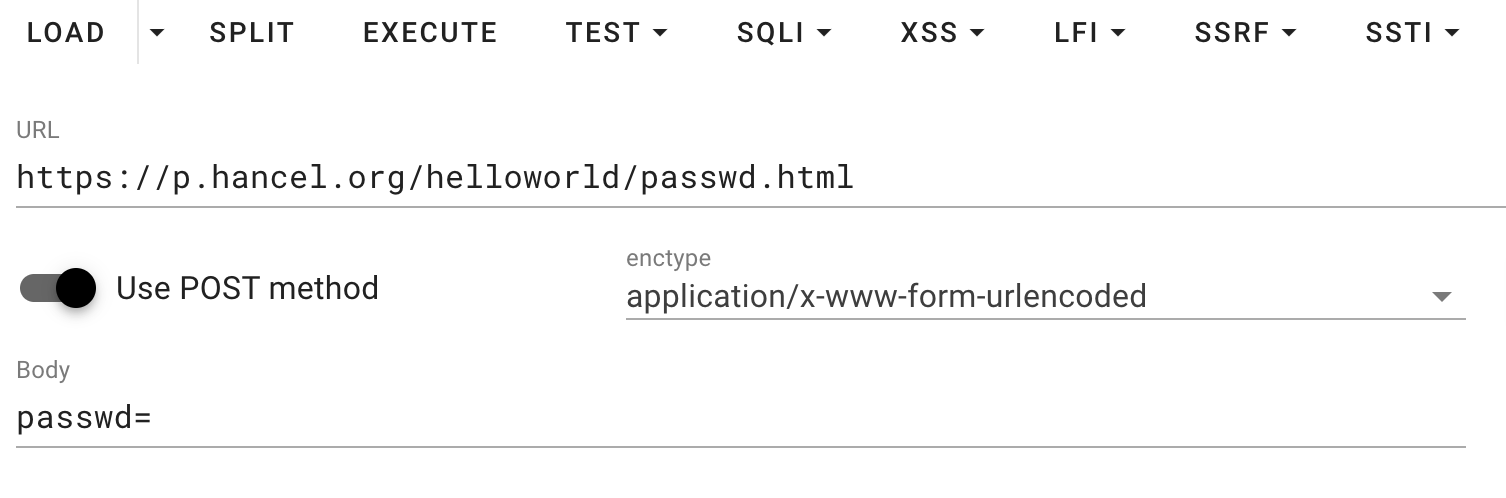 LOAD SPLIT EXECUTE TEST SQLI XSS LFI SSRF SSTI
URL
https://p.hancel.org/helloworld/passwd.html
enctype
Use POST method application/x-www-form-urlencoded
Body
passwd=